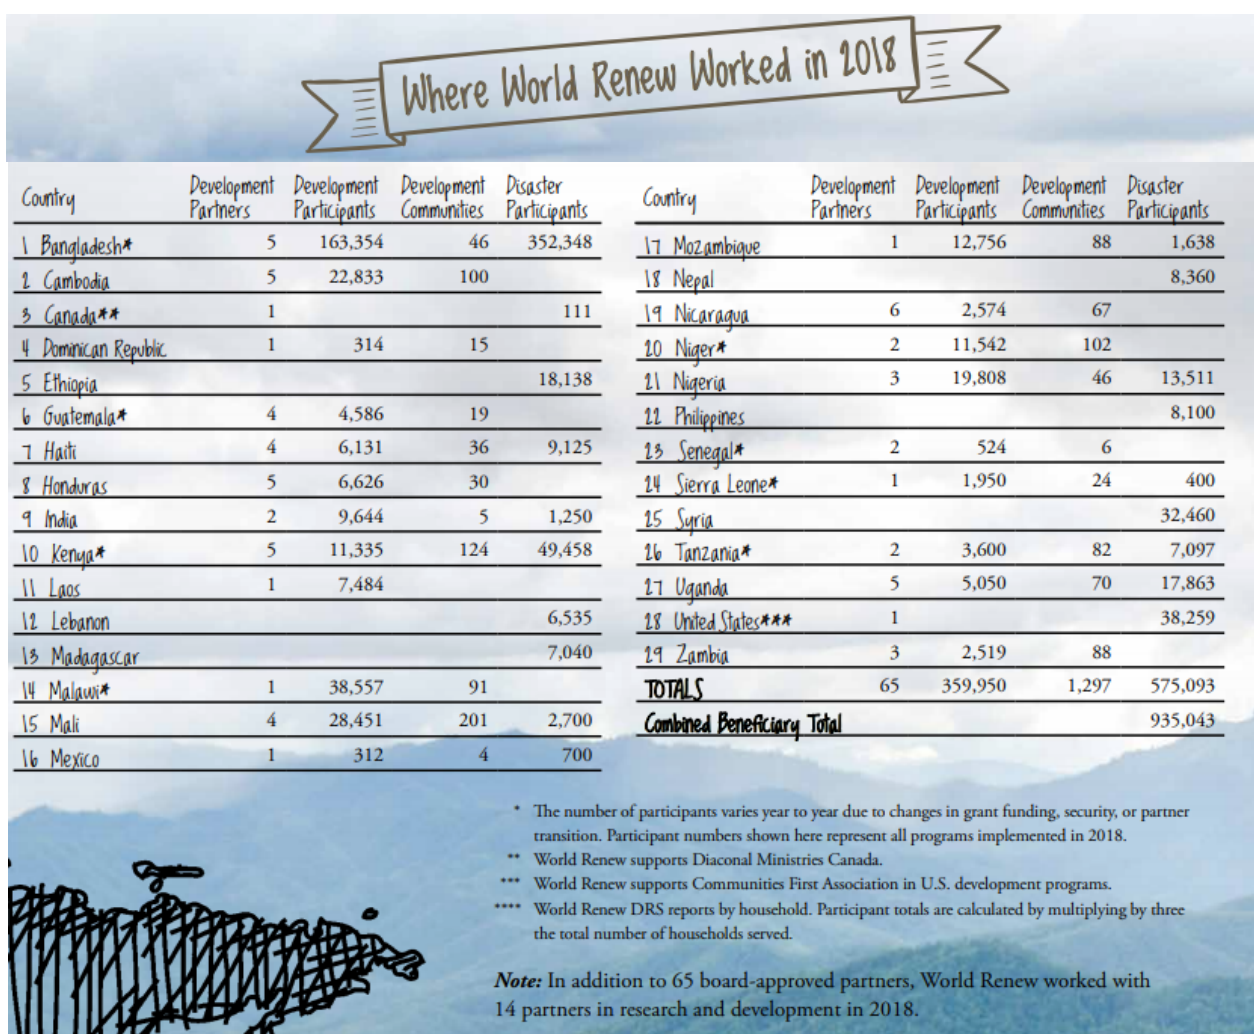 Where World Renew Worked in 2018
Country Development Partners Development Participants Development Communities Disaster Participants
1 Bangladesh* 5 163,354 46 352,348
2 Cambodia 5 22,833 100
3 Canada** 1 111
4 Dominican Republic 1 314 15
5 Ethiopia 18,138
6 Guatemala* 4 4,586 19
7 Haiti 4 6,131 36 9,125
8 Honduras 5 6,626 30
9 India 2 9,644 5 1,250
10 Kenya* 5 11,335 124 49,458
11 Laos 1 7,484
12 Lebanon 6,535
13 Madagascar 7,040
14 Malawi* 1 38,557 91
15 Mali 4 28,451 201 2,700
16 Mexico 1 312 4 700
Country Development Partners Development Participants Development Communities Disaster Participants
17 Mozambique 1 12,756 88 1,638
18 Nepal 8,360
19 Nicaragua 6 2,574 67
20 Niger* 2 11,542 102
21 Nigeria 3 19,808 46 13,511
22 Philippines 8,100
23 Senegal* 2 524 6
24 Sierra Leone* 1 1,950 24 400
25 Syria 32,460
26 Tanzania* 2 3,600 82 7,097
27 Uganda 5 5,050 70 17,863
28 United States*** 1 38,259
29 Zambia 3 2,519 88
TOTALS 65 359,950 1,297 575,093
Combined Beneficiary Total 935,043
* The number of participants varies year to year due to changes in grant funding, security, or partner
transition. Participant numbers shown here represent all programs implemented in 2018.
** World Renew supports Diaconal Ministries Canada.
*** World Renew supports Communities First Association in U.S. development programs.
**** World Renew DRS reports by household. Participant totals are calculated by multiplying by three
the total number of households served.
Note: In addition to 65 board-approved partners, World Renew worked with
14 partners in research and development in 2018.